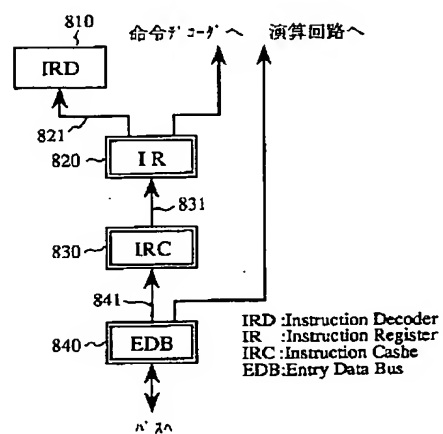 810
命令デコーダへ
演算回路へ
IRD
821
820
IR
831
830
IRC
841
840
EDB
IRD :Instruction Decoder
IR :Instruction Register
IRC :Instruction Cashe
EDB:Entry Data Bus
バスへ